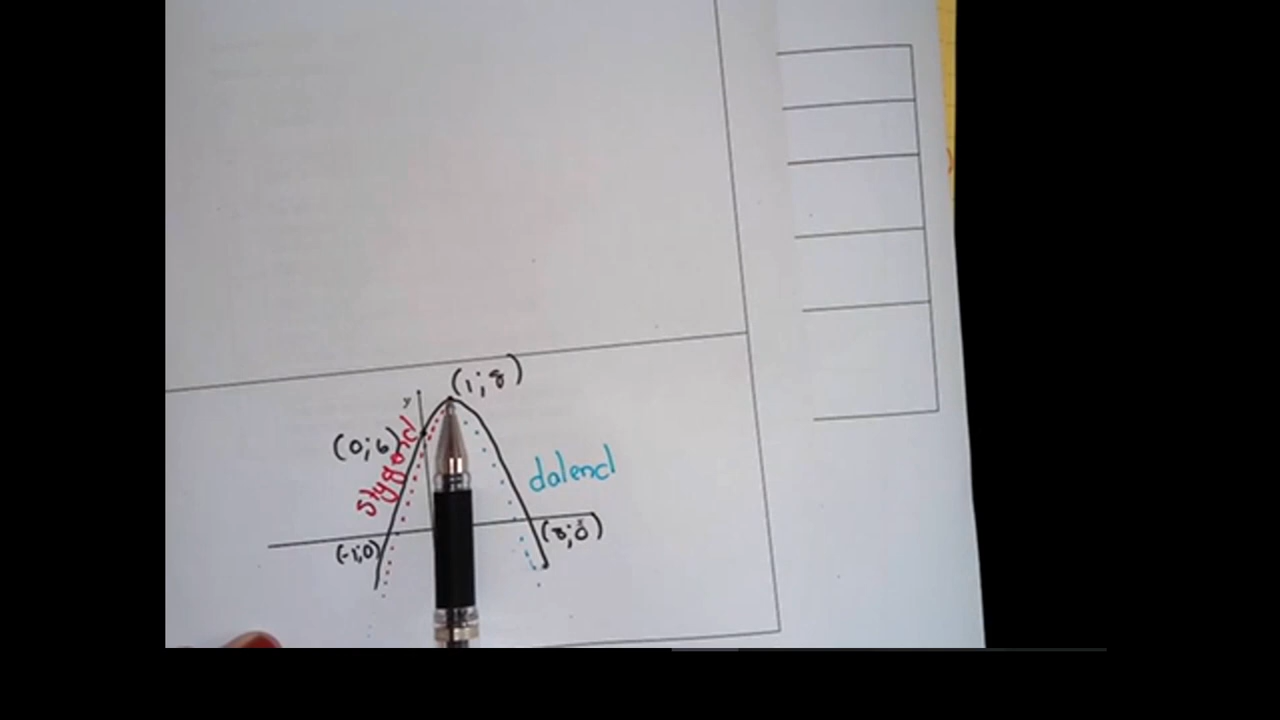 (1;8)
y
(0;6)
stygend
dalend
(-1;0)
(3;0)